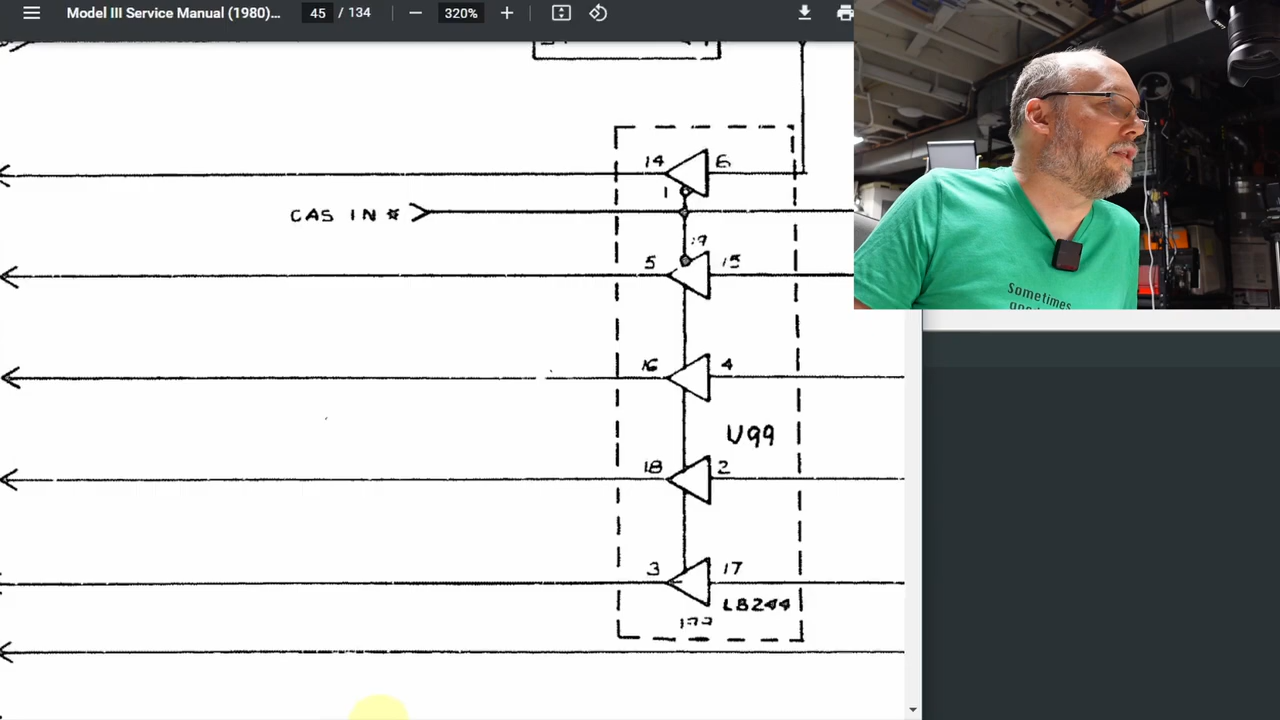 Model III Service Manual (1980)... 45 / 134 320%
14 6
1
CAS IN *
19
5 15
16 4
U99
18 2
3 17
LS244
Sometimes